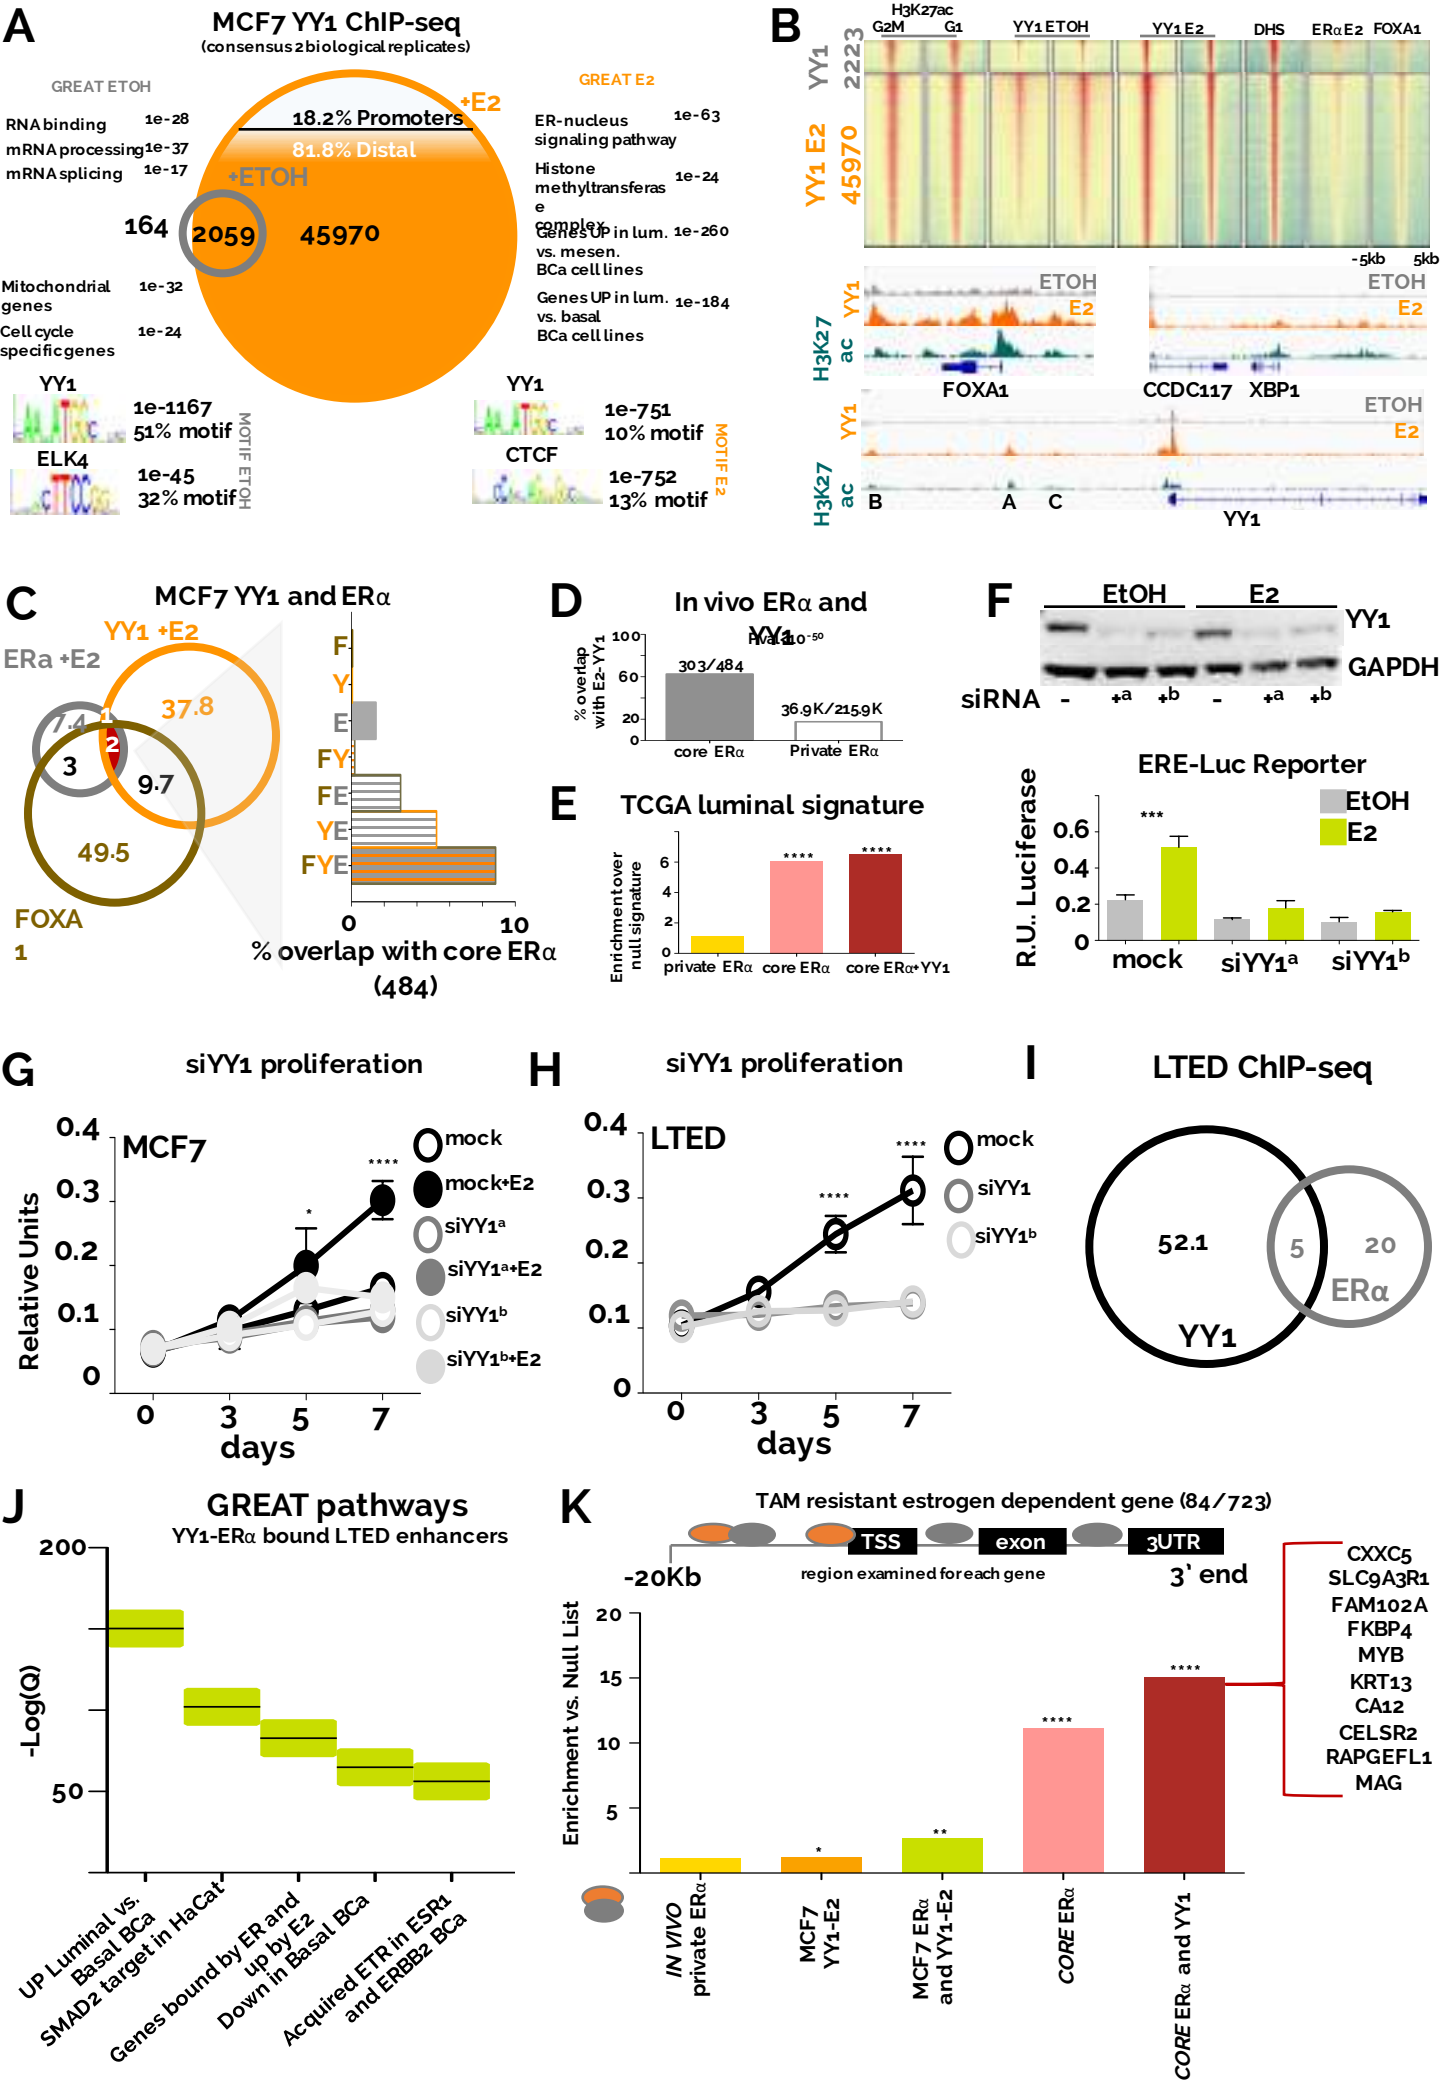 A
MCF7 YY1 ChIP-seq
(consensus 2 biological replicates)
GREAT ETOH
RNA binding 1e-28
mRNA processing 1e-37
mRNA splicing 1e-17
+ETOH
+E2
18.2% Promoters
81.8% Distal
164
2059
45970
Mitochondrial
genes
1e-32
Cell cycle
specific genes
1e-24
GREAT E2
ER-nucleus
signaling pathway
1e-63
Histone
methyltransferas
e
complex
1e-24
Genes UP in lum.
vs. mesen.
BCa cell lines
1e-260
Genes UP in lum.
vs. basal
BCa cell lines
1e-184
YY1
1e-1167
51% motif
ELK4
1e-45
32% motif
MOTIF ETOH
YY1
1e-751
10% motif
CTCF
1e-752
13% motif
MOTIF E2
B
H3K27ac
G2M G1
YY1 ETOH
YY1 E2
DHS
ERα E2
FOXA1
YY1
2223
YY1 E2
45970
-5kb 5kb
YY1
H3K27
ac
ETOH
E2
FOXA1
ETOH
E2
CCDC117 XBP1
YY1
H3K27
ac
ETOH
E2
B A C
YY1
C
MCF7 YY1 and ERα
YY1 +E2
ERa +E2
37.8
7.4
1
2
3
9.7
49.5
FOXA
1
F
Y
E
FY
FE
YE
FYE
0 10
% overlap with core ERα
(484)
D
In vivo ERα and
YY1
% overlap
with E2-YY1
100
60
20
0
303/484
36.9K/215.9K
core ERα
Private ERα
E
TCGA luminal signature
Enrichment over
null signature
6
4
2
0
****
****
private ERα
core ERα
core ERα+YY1
F
EtOH E2
YY1
GAPDH
siRNA - +a +b - +a +b
ERE-Luc Reporter
R.U.. Luciferase
0.6
0.4
0.2
0
***
EtOH
E2
mock siYY1a siYY1b
G
siYY1 proliferation
MCF7
Relative Units
0.4
0.3
0.2
0.1
0
*
****
0 3 5 7
days
mock
mock+E2
siYY1a
siYY1a+E2
siYY1b
siYY1b+E2
H
siYY1 proliferation
LTED
0.4
0.3
0.2
0.1
0
****
****
0 3 5 7
days
mock
siYY1
siYY1b
I
LTED ChIP-seq
52.1
5
20
ERα
YY1
J
GREAT pathways
YY1-ERα bound LTED enhancers
-Log(Q)
200
50
UP Luminal vs.
Basal BCa
SMAD2 target in HaCat
Genes bound by ER and
up by E2
Down in Basal BCa
Acquired ETR in ESR1
and ERBB2 BCa
K
TAM resistant estrogen dependent gene (84/723)
TSS exon 3UTR
-20Kb
region examined for each gene
3' end
Enrichment vs. Null List
20
15
10
5
*
**
****
****
IN VIVO
private ERα
MCF7
YY1-E2
MCF7 ERα
and YY1-E2
CORE ERα
CORE ERα and YY1
CXXC5
SLC9A3R1
FAM102A
FKBP4
MYB
KRT13
CA12
CELSR2
RAPGEFL1
MAG